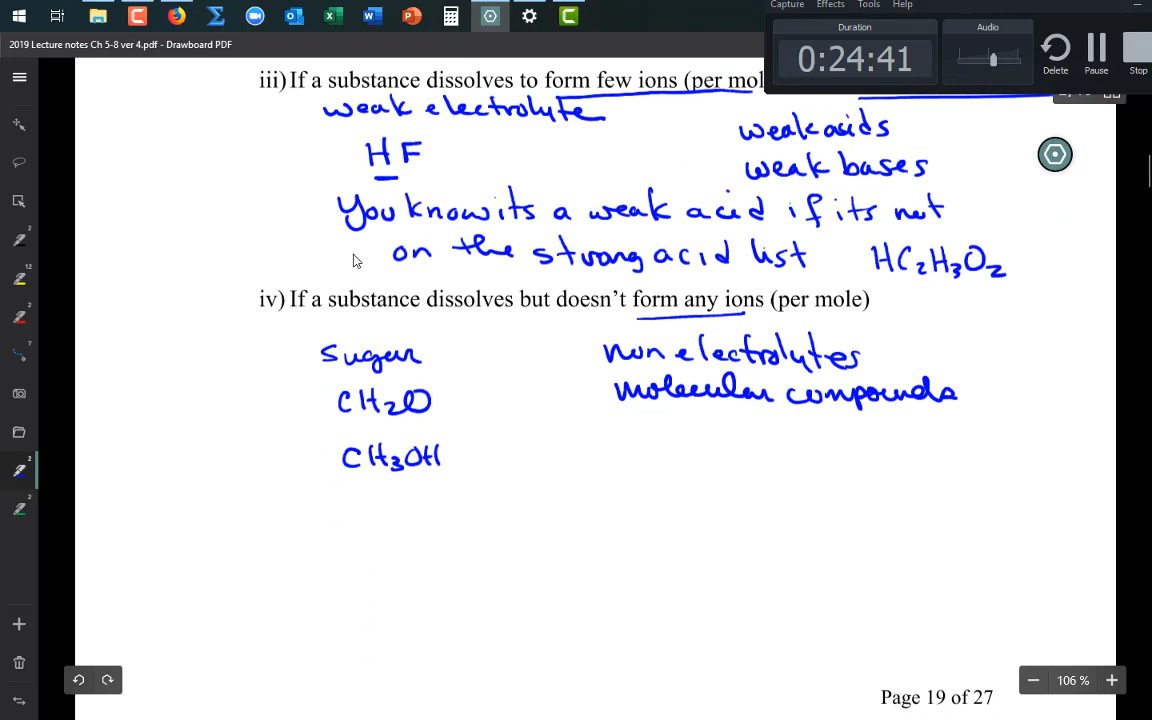 Capture Effects Tools Help
2019 Lecture notes Ch 5-8 ver 4.pdf - Drawboard PDF
Duration
Audio
0:24:41
Delete
Pause
Stop
iii) If a substance dissolves to form few ions (per mol
weak electrolyte
weak acids
HF
weak bases
You know its a weak acid if its not
on the strong acid list HC2H3O2
iv) If a substance dissolves but doesn't form any ions (per mole)
sugar
non electrolytes
CH2O
molecular compounds
CH3OH
106 %
Page 19 of 27